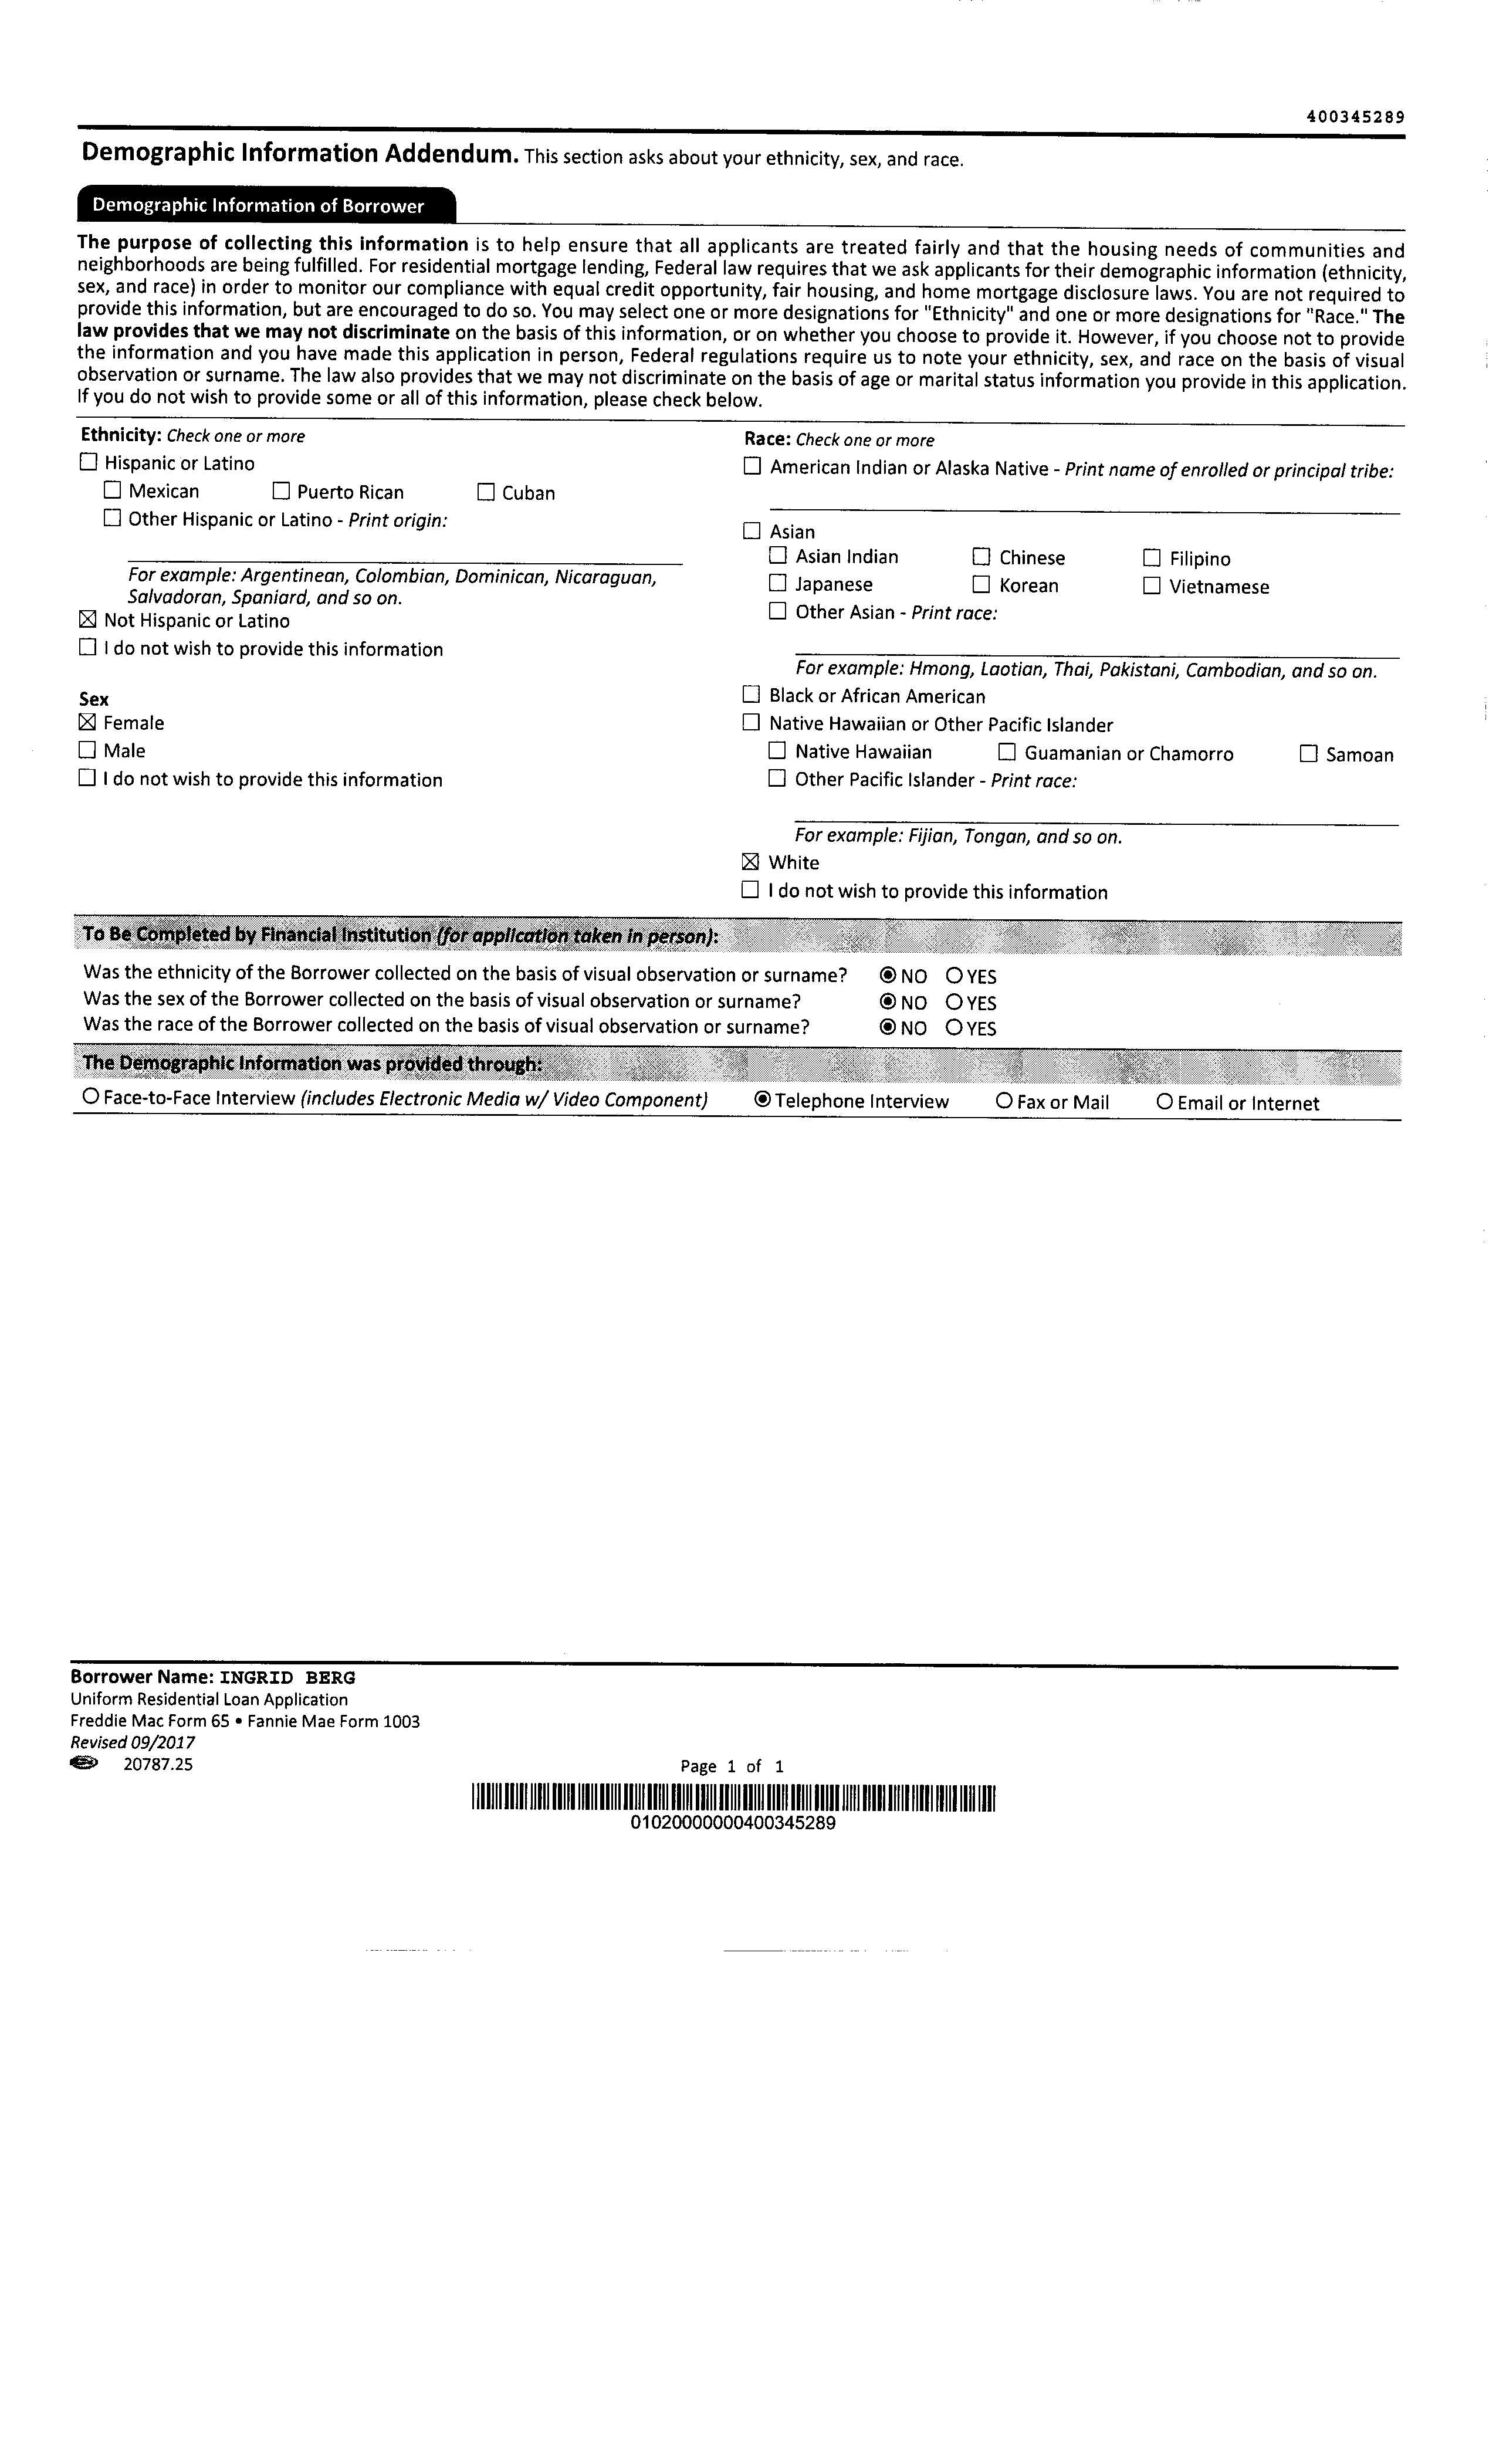 400345289
Demographic Information Addendum. This section asks about your ethnicity, sex, and race.
Demographic Information of Borrower
The purpose of collecting this information is to help ensure that all applicants are treated fairly and that the housing needs of communities and
neighborhoods are being fulfilled. For residential mortgage lending, Federal law requires that we ask applicants for their demographic information (ethnicity,
sex, and race) in order to monitor our compliance with equal credit opportunity, fair housing, and home mortgage disclosure laws. You are not required to
provide this information, but are encouraged to do so. You may select one or more designations for "Ethnicity" and one or more designations for "Race." The
law provides that we may not discriminate on the basis of this information, or on whether you choose to provide it. However, if you choose not to provide
the information and you have made this application in person, Federal regulations require us to note your ethnicity, sex, and race on the basis of visual
observation or surname. The law also provides that we may not discriminate on the basis of age or marital status information you provide in this application.
If you do not wish to provide some or all of this information, please check below.
Ethnicity: Check one or more
☐ Hispanic or Latino
☐ Mexican ☐ Puerto Rican ☐ Cuban
☐ Other Hispanic or Latino - Print origin:
For example: Argentinean, Colombian, Dominican, Nicaraguan,
Salvadoran, Spaniard, and so on.
☒ Not Hispanic or Latino
☐ I do not wish to provide this information
Sex
☒ Female
☐ Male
☐ I do not wish to provide this information
Race: Check one or more
☐ American Indian or Alaska Native - Print name of enrolled or principal tribe:
☐ Asian
☐ Asian Indian ☐ Chinese ☐ Filipino
☐ Japanese ☐ Korean ☐ Vietnamese
☐ Other Asian - Print race:
For example: Hmong, Laotian, Thai, Pakistani, Cambodian, and so on.
☐ Black or African American
☐ Native Hawaiian or Other Pacific Islander
☐ Native Hawaiian ☐ Guamanian or Chamorro ☐ Samoan
☐ Other Pacific Islander - Print race:
For example: Fijian, Tongan, and so on.
☒ White
☐ I do not wish to provide this information
To Be Completed by Financial Institution (for application taken in person):
Was the ethnicity of the Borrower collected on the basis of visual observation or surname? ◉ NO ○ YES
Was the sex of the Borrower collected on the basis of visual observation or surname? ◉ NO ○ YES
Was the race of the Borrower collected on the basis of visual observation or surname? ◉ NO ○ YES
The Demographic Information was provided through:
○ Face-to-Face Interview (includes Electronic Media w/ Video Component) ◉ Telephone Interview ○ Fax or Mail ○ Email or Internet
Borrower Name: INGRID BERG
Uniform Residential Loan Application
Freddie Mac Form 65 • Fannie Mae Form 1003
Revised 09/2017
20787.25
Page 1 of 1
01020000000400345289